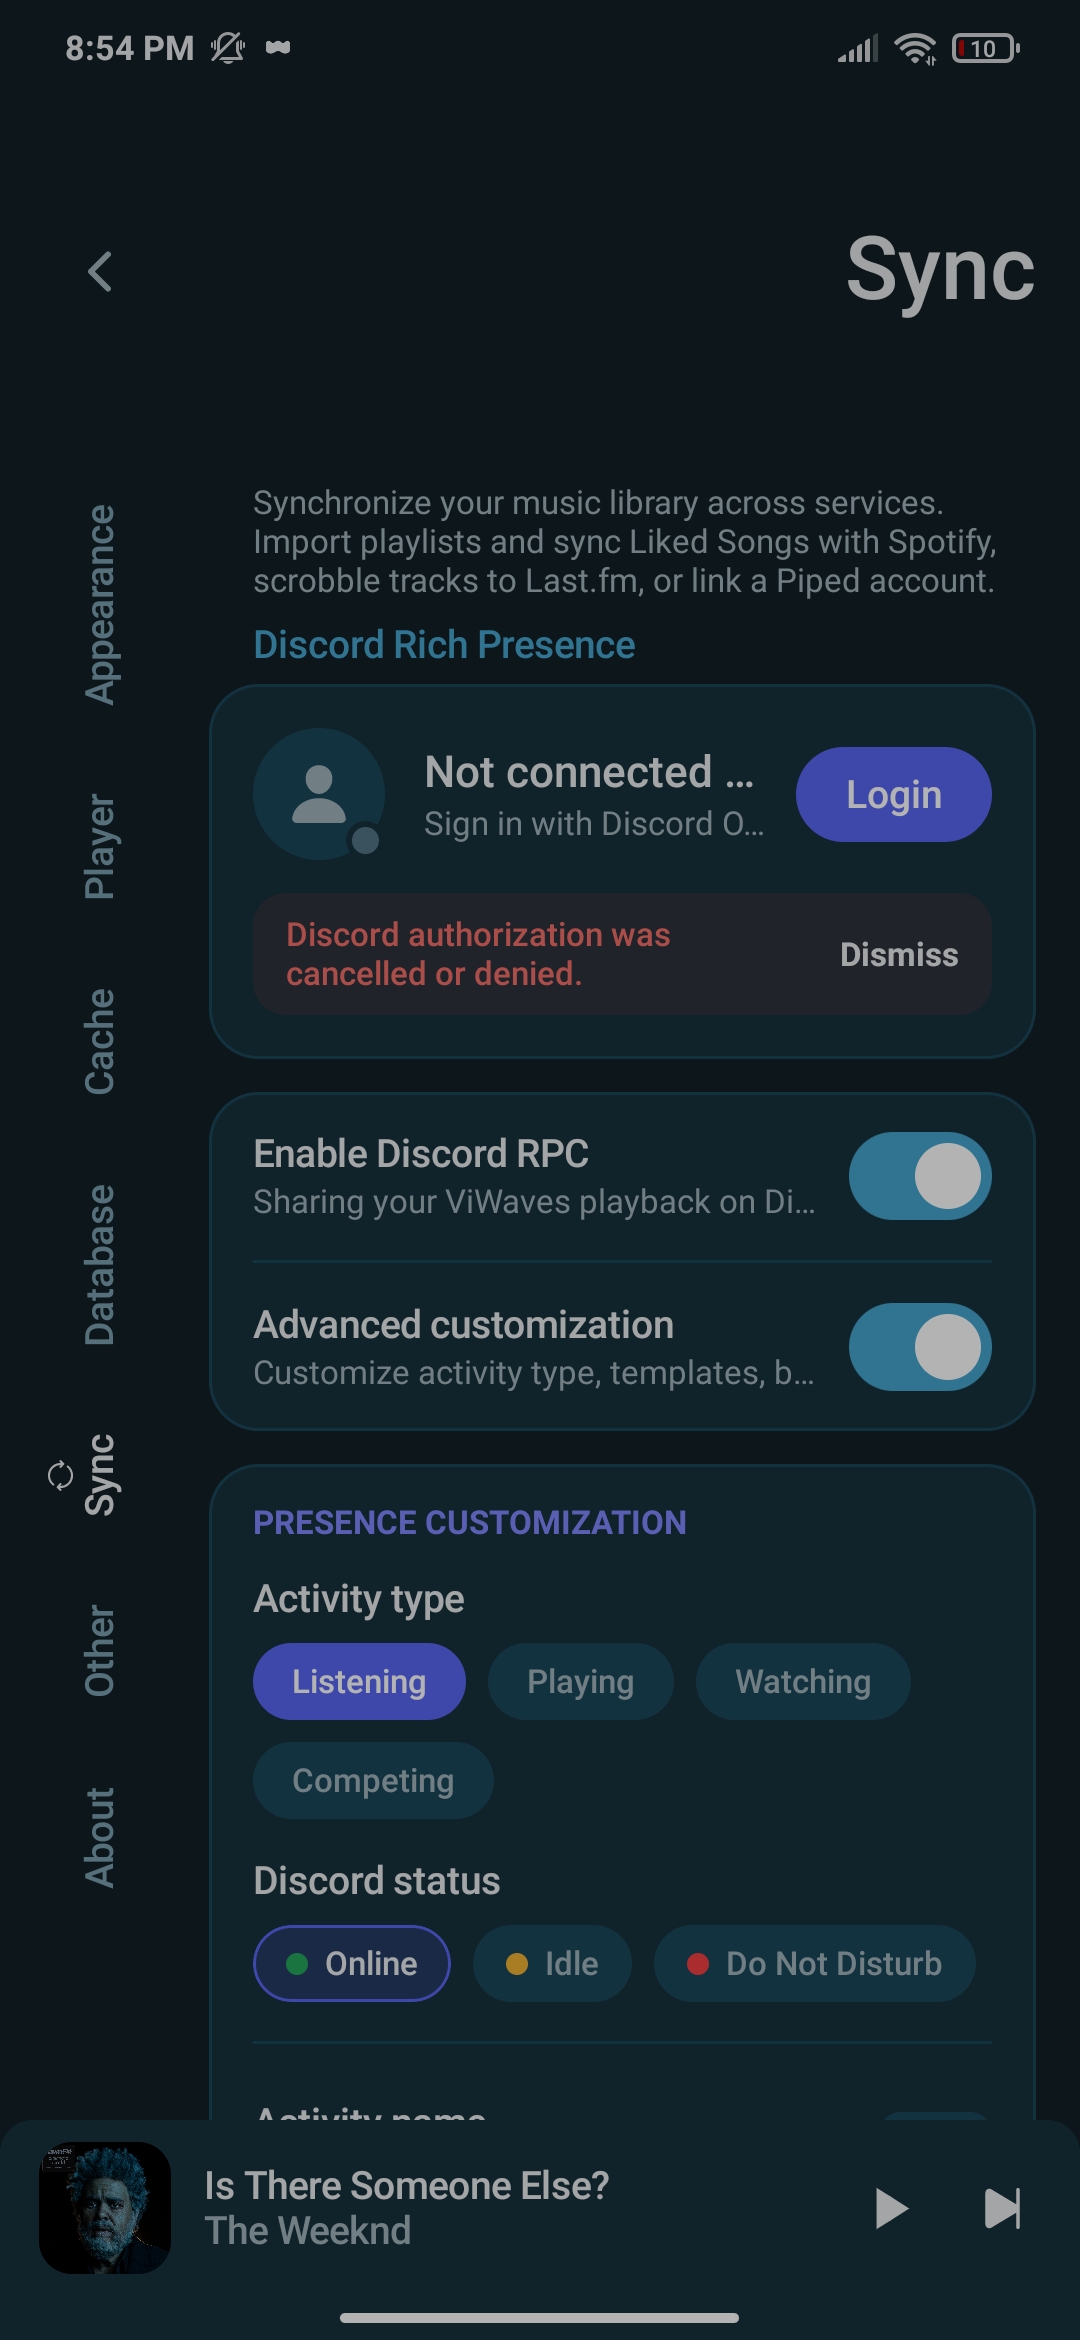 8:54 PM
10
Sync
Synchronize your music library across services.
Import playlists and sync Liked Songs with Spotify,
scrobble tracks to Last.fm, or link a Piped account.
Discord Rich Presence
Not connected ...
Sign in with Discord O...
Login
Discord authorization was
cancelled or denied.
Dismiss
Enable Discord RPC
Sharing your ViWaves playback on Di...
Advanced customization
Customize activity type, templates, b...
PRESENCE CUSTOMIZATION
Activity type
Listening
Playing
Watching
Competing
Discord status
Online
Idle
Do Not Disturb
Activity name
Appearance
Player
Cache
Database
Sync
Other
About
Is There Someone Else?
The Weeknd